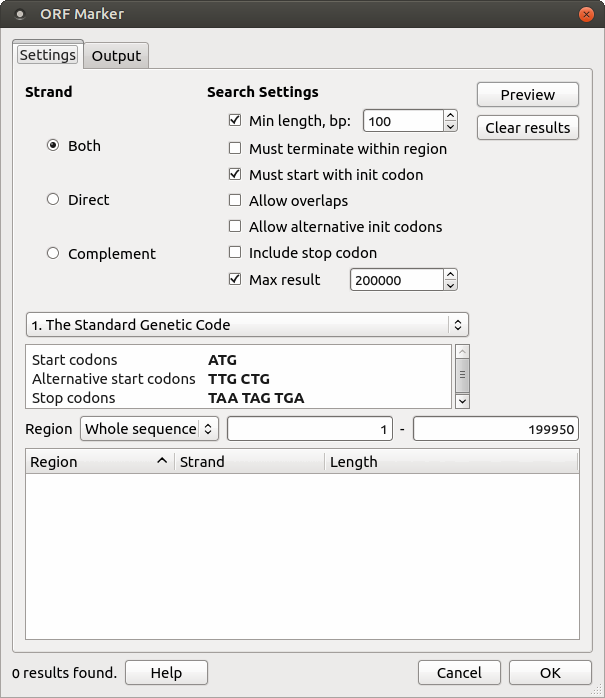 ORF Marker
Settings Output
Strand Search Settings Preview
Min length, bp: 100 Clear results
Both Must terminate within region
Must start with init codon
Direct Allow overlaps
Allow alternative init codons
Complement Include stop codon
Max result 200000
1. The Standard Genetic Code
Start codons ATG
Alternative start codons TTG CTG
Stop codons TAA TAG TGA
Region Whole sequence 1 - 199950
Region Strand Length
0 results found. Help Cancel OK